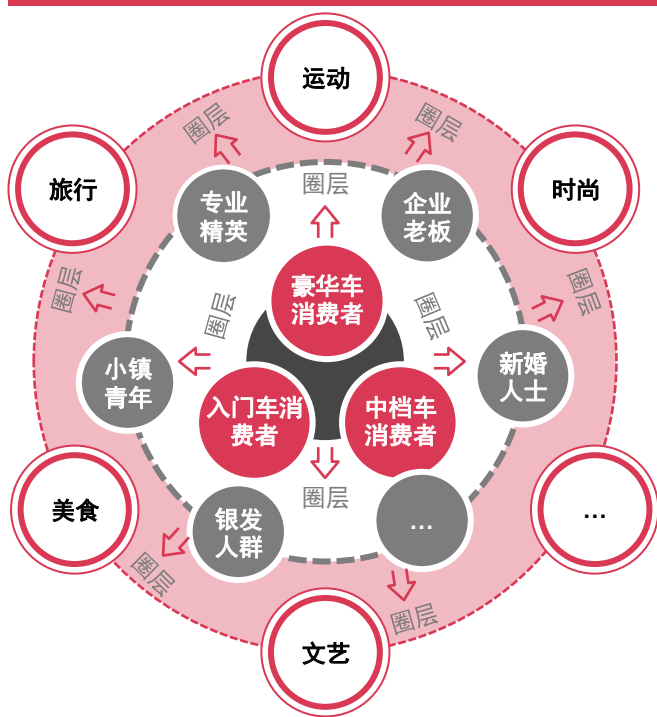 运动
圈层
圈层
旅行
时尚
圈层
专业
精英
企业
老板
豪华车
消费者
圈层
圈层
圈层
圈层
小镇
青年
新婚
人士
入门车消
费者
中档车
消费者
圈层
美食
银发
人群
…
…
圈层
圈层
文艺